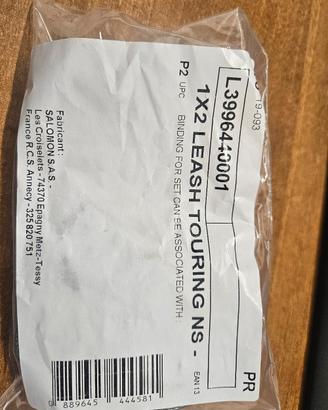 19-093
L39964
0001
PR
1X2 LEASH TOURING NS -
EAN 13
P2 UPC
BINDING FOR SET CAN BE ASSOCIATED WITH :
Fabricant :
SALOMON S.A.S. -
Les Croiselets - 74370 Epagny Metz-Tessy
France R.C.S. Annecy - 325 820 751
889645 444581